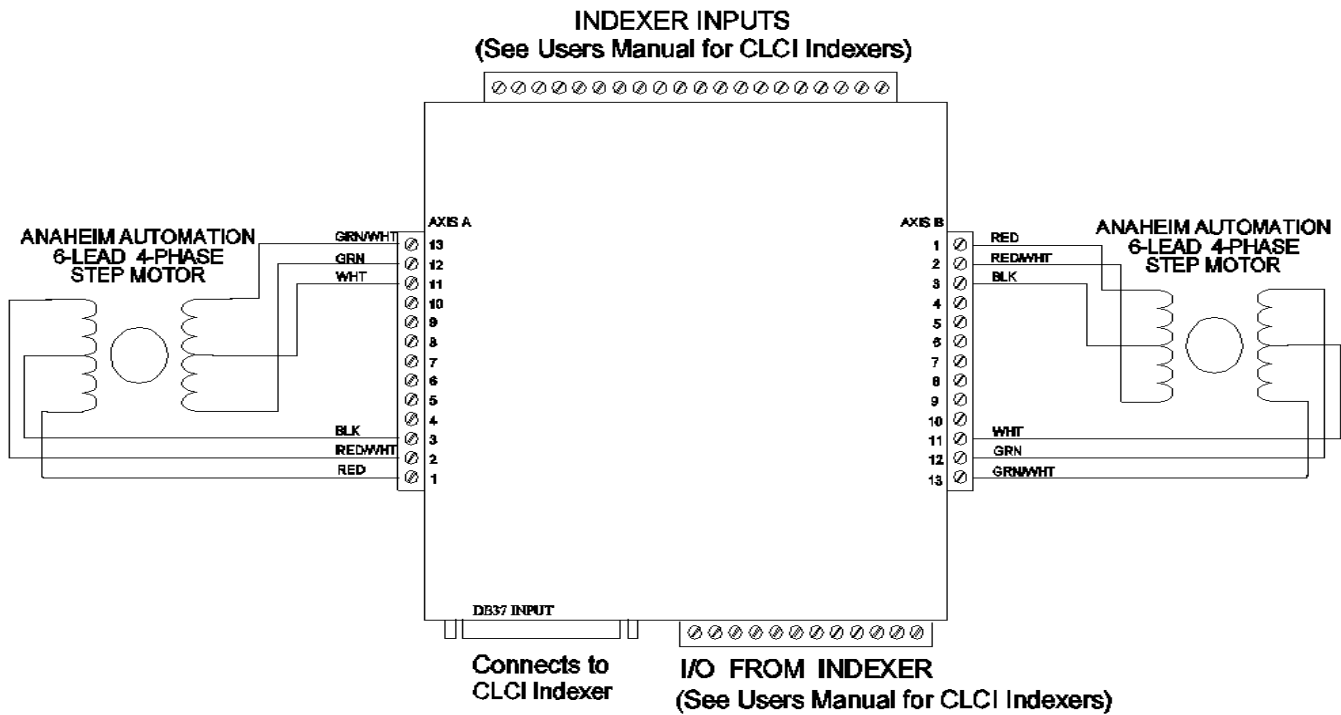 INDEXER INPUTS
(See Users Manual for CLCI Indexers)
ANAHEIM AUTOMATION
6-LEAD 4-PHASE
STEP MOTOR
AXIS A
GRN/WHT
13
GRN
12
WHT
11
10
9
8
7
6
5
4
BLK
3
RED/WHT
2
RED
1
AXIS B
1
RED
2
RED/WHT
3
BLK
4
5
6
7
8
9
10
11
WHT
12
GRN
13
GRN/WHT
ANAHEIM AUTOMATION
6-LEAD 4-PHASE
STEP MOTOR
DB37 INPUT
Connects to
CLCI Indexer
I/O FROM INDEXER
(See Users Manual for CLCI Indexers)